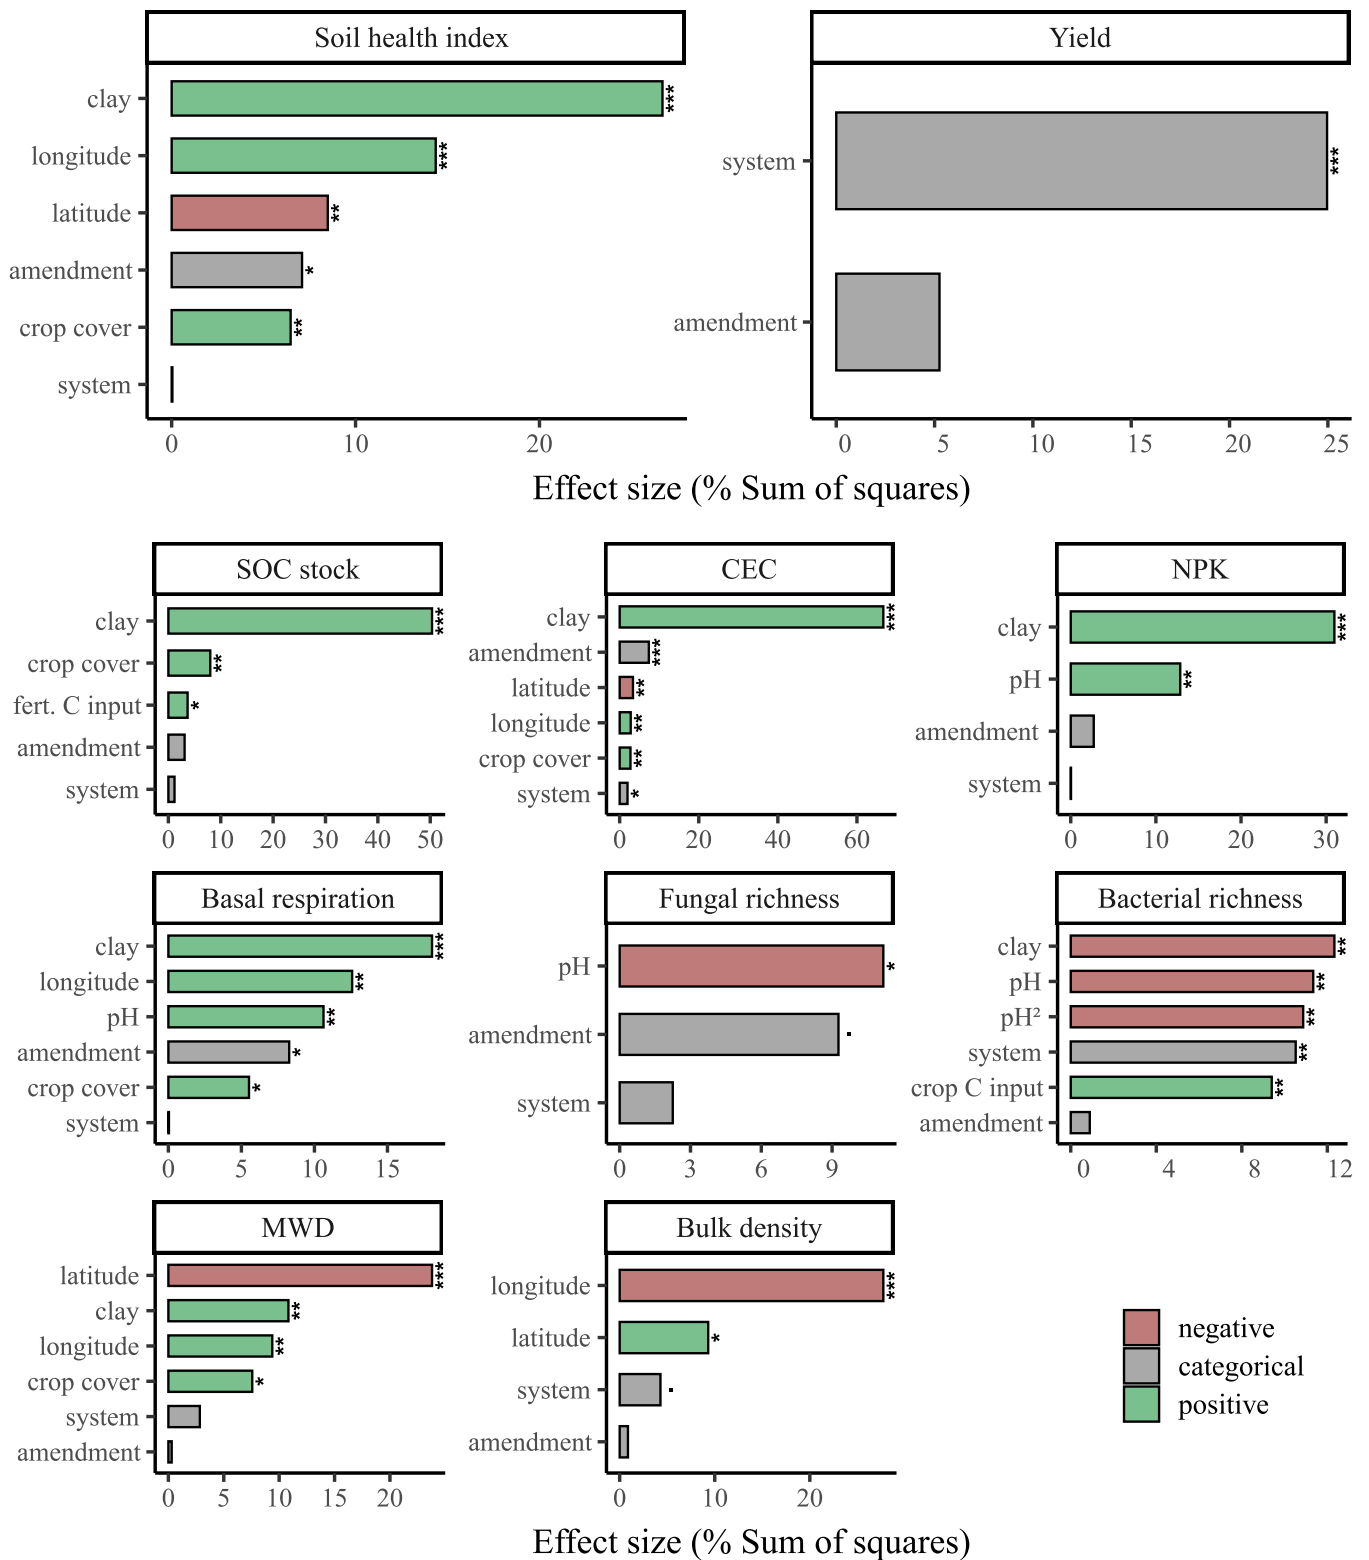 Soil health index
clay ***
longitude ***
latitude **
amendment *
crop cover **
system
0 10 20
Yield
system ***
amendment
0 5 10 15 20 25
Effect size (% Sum of squares)
SOC stock
clay ***
crop cover **
fert. C input *
amendment
system
0 10 20 30 40 50
CEC
clay ***
amendment ***
latitude **
longitude **
crop cover **
system *
0 20 40 60
NPK
clay ***
pH **
amendment
system
0 10 20 30
Basal respiration
clay ***
longitude **
pH **
amendment *
crop cover *
system
0 5 10 15
Fungal richness
pH *
amendment .
system
0 3 6 9
Bacterial richness
clay **
pH **
pH² **
system **
crop C input **
amendment
0 4 8 12
MWD
latitude ***
clay **
longitude **
crop cover *
system
amendment
0 5 10 15 20
Bulk density
longitude ***
latitude *
system .
amendment
0 10 20
negative
categorical
positive
Effect size (% Sum of squares)